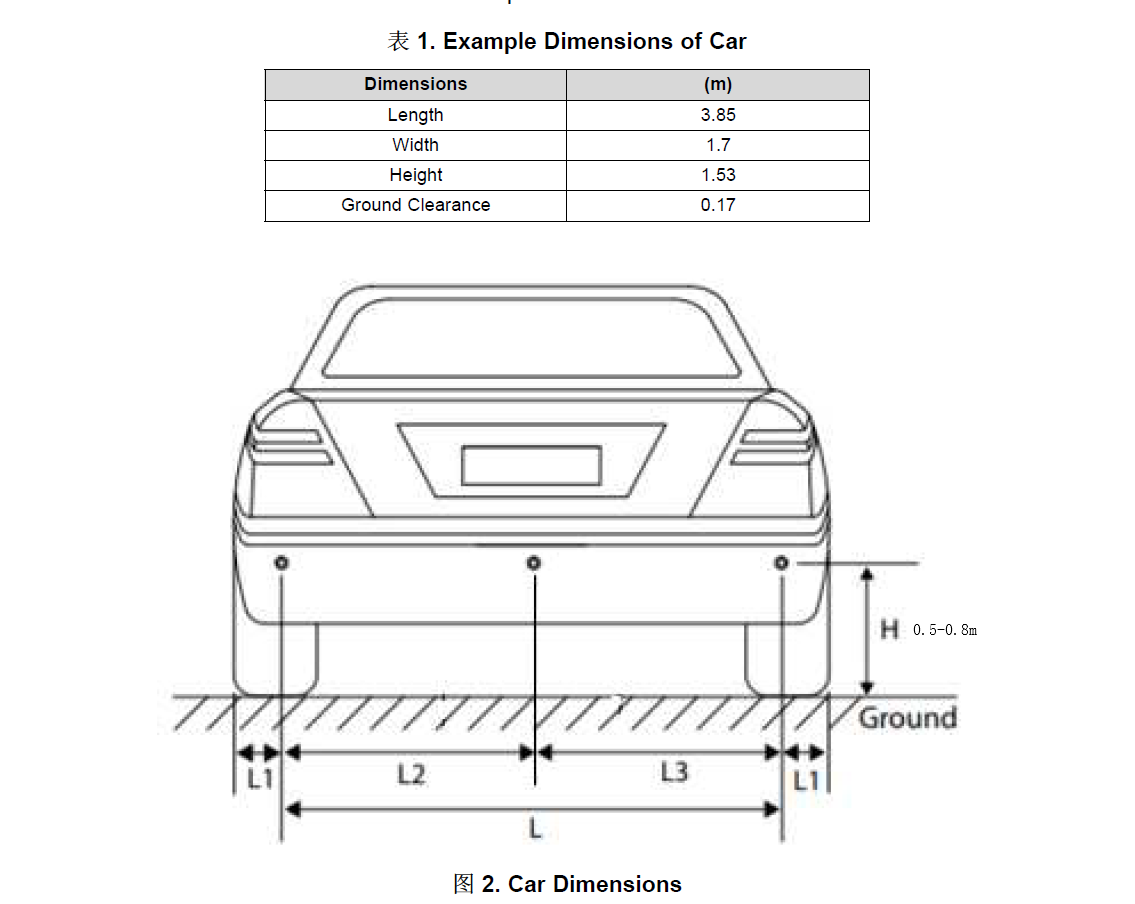 表 1. Example Dimensions of Car
Dimensions (m)
Length 3.85
Width 1.7
Height 1.53
Ground Clearance 0.17
H 0.5-0.8m
Ground
L1 L2 L3 L1
L
图 2. Car Dimensions